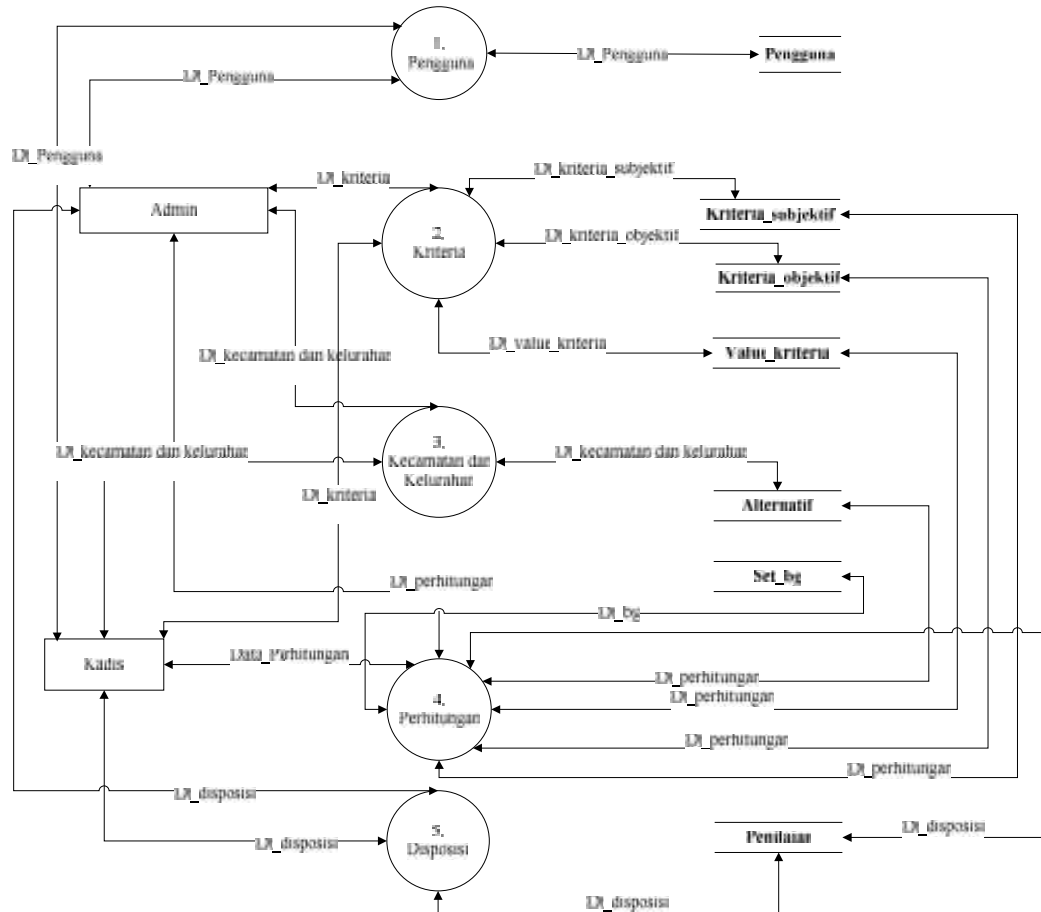 1.
Pengguna
Dt_Pengguna
Pengguna
Dt_Pengguna
Dt_Pengguna
Dt_kriteria
Dt_kriteria_subjektif
Admin
Kriteria_subjektif
2.
Kriteria
Dt_kriteria_objektif
Kriteria_objektif
Dt_value_kriteria
Value_kriteria
Dt_kecamatan dan kelurahan
3.
Kecamatan dan
Kelurahan
Dt_kecamatan dan kelurahan
Dt_kecamatan dan kelurahan
Dt_kriteria
Alternatif
Dt_perhitungan
Set_bg
Dt_bg
Kadis
Data_Perhitungan
4.
Perhitungan
Dt_perhitungan
Dt_perhitungan
Dt_perhitungan
Dt_perhitungan
Dt_disposisi
5.
Disposisi
Dt_disposisi
Penilaian
Dt_disposisi
Dt_disposisi